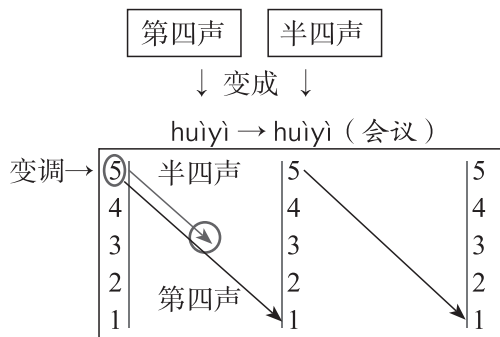 第四声 半四声
↓ 变成 ↓
huìyì → huìyì（会议）
变调→ 5 半四声 5 5
4 4 4
3 3 3
2 第四声 2 2
1 1 1